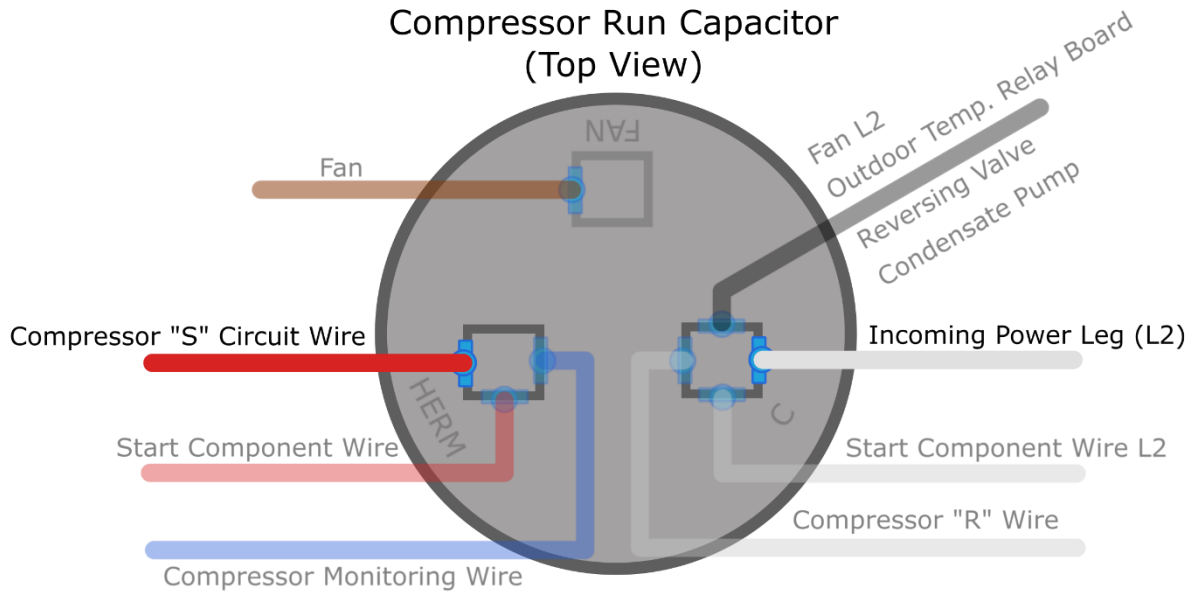 Compressor Run Capacitor
(Top View)
FAN
Fan
Fan L2
Outdoor Temp. Relay Board
Reversing Valve
Condensate Pump
Compressor "S" Circuit Wire
Incoming Power Leg (L2)
HERM
C
Start Component Wire
Start Component Wire L2
Compressor "R" Wire
Compressor Monitoring Wire